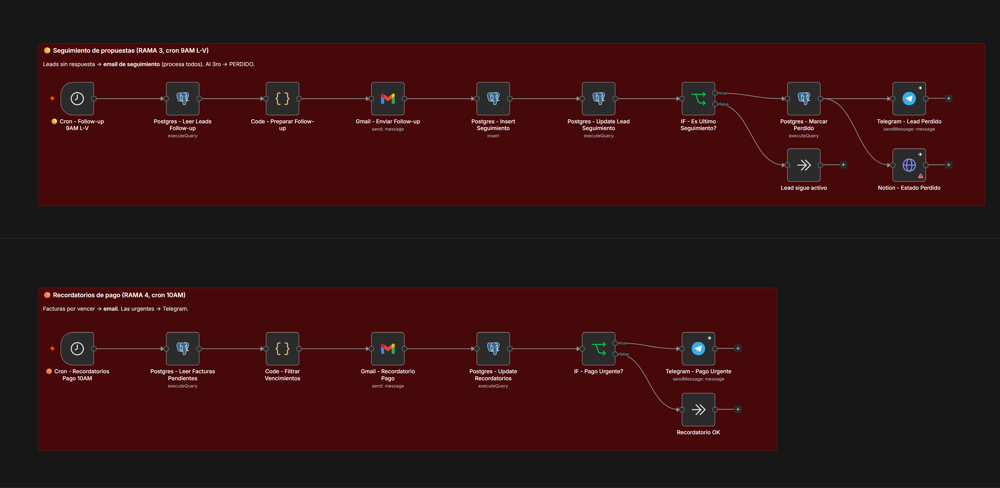 Seguimiento de propuestas (RAMA 3, cron 9AM L-V)
Leads sin respuesta → email de seguimiento (procesa todos). Al 3ro → PERDIDO.
Cron - Follow-up
9AM L-V
Postgres - Leer Leads
Follow-up
executeQuery
Code - Preparar Follow-
up
Gmail - Enviar Follow-up
send: message
Postgres - Insert
Seguimiento
insert
Postgres - Update Lead
Seguimiento
executeQuery
true
false
IF - Es Ultimo
Seguimiento?
Postgres - Marcar
Perdido
executeQuery
Telegram - Lead Perdido
sendMessage: message
Lead sigue activo
Notion - Estado Perdido
Recordatorios de pago (RAMA 4, cron 10AM)
Facturas por vencer → email. Las urgentes → Telegram.
Cron - Recordatorios
Pago 10AM
Postgres - Leer Facturas
Pendientes
executeQuery
Code - Filtrar
Vencimientos
Gmail - Recordatorio
Pago
send: message
Postgres - Update
Recordatorios
executeQuery
true
false
IF - Pago Urgente?
Telegram - Pago Urgente
sendMessage: message
Recordatorio OK